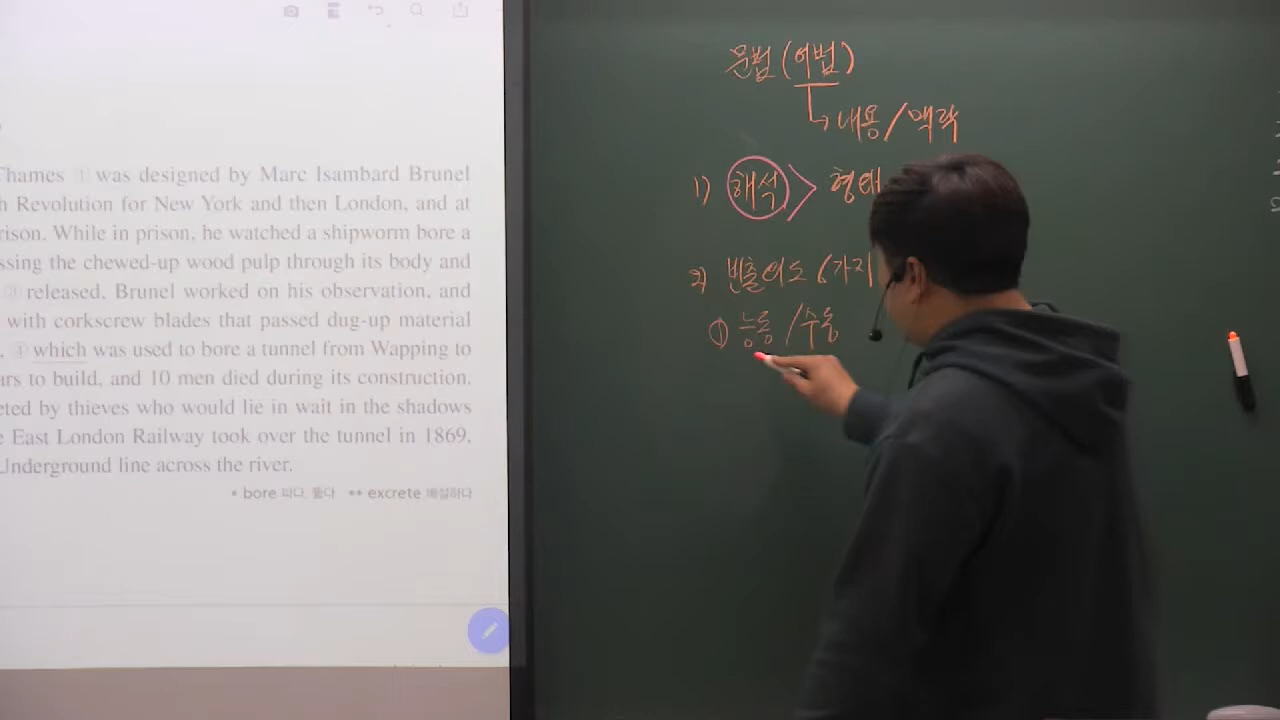 Thames ① was designed by Marc Isambard Brunel
h Revolution for New York and then London, and at
rison. While in prison, he watched a shipworm bore a
ssing the chewed-up wood pulp through its body and
③ released. Brunel worked on his observation, and
with corkscrew blades that passed dug-up material
, ④ which was used to bore a tunnel from Wapping to
ars to build, and 10 men died during its construction.
eted by thieves who would lie in wait in the shadows
e East London Railway took over the tunnel in 1869,
Underground line across the river.
* bore 파다, 뚫다 ** excrete 배설하다
문법 (어법)
↳ 내용/맥락
1) 해석 > 형태
2) 빈출어소 6가지
① 능동 / 수동